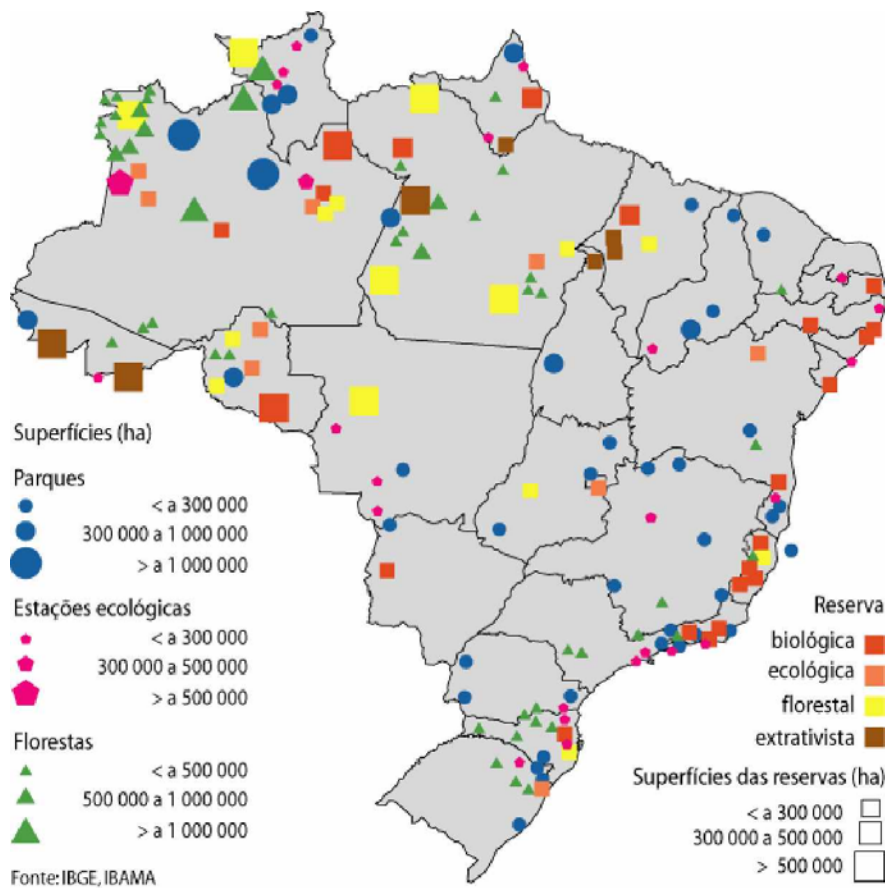 Superfícies (ha)
Parques
< a 300 000
300 000 a 1 000 000
> a 1 000 000
Estações ecológicas
< a 300 000
300 000 a 500 000
> a 500 000
Florestas
< a 500 000
500 000 a 1 000 000
> a 1 000 000
Fonte: IBGE, IBAMA
Reserva
biológica
ecológica
florestal
extrativista
Superfícies das reservas (ha)
< a 300 000
300 000 a 500 000
> 500 000